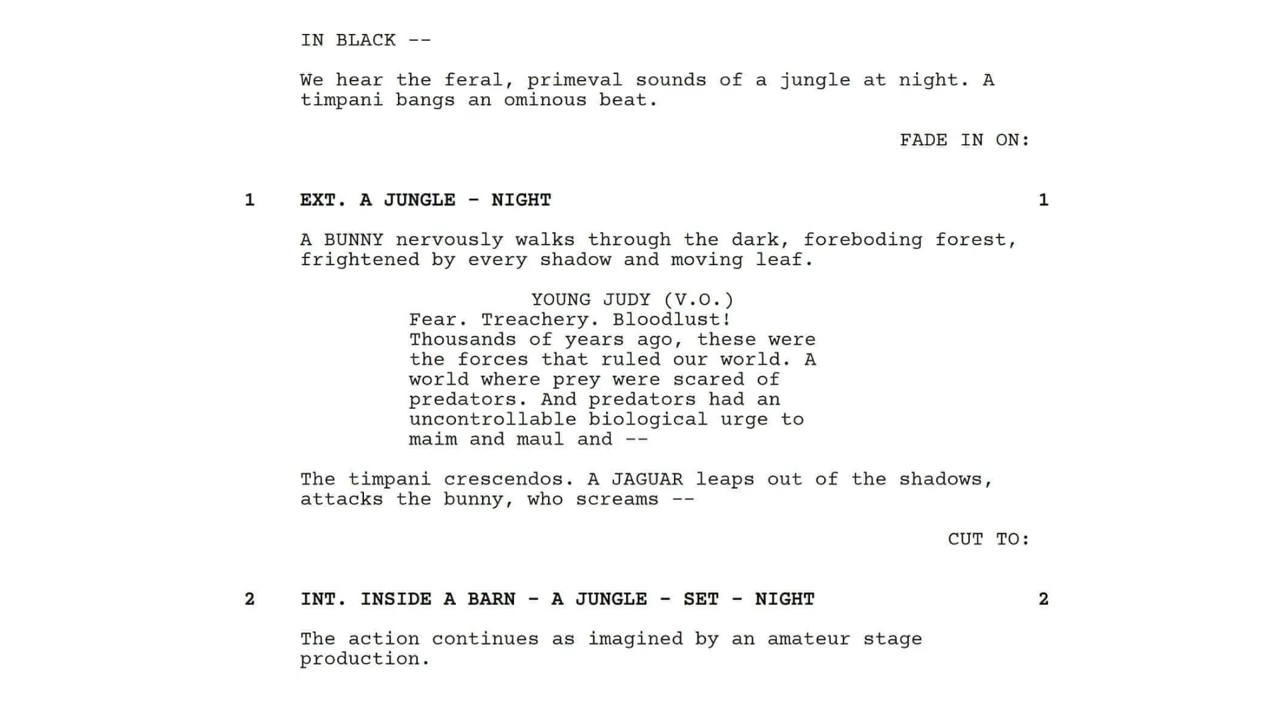 IN BLACK --
We hear the feral, primeval sounds of a jungle at night. A
timpani bangs an ominous beat.
FADE IN ON:
1 EXT. A JUNGLE - NIGHT 1
A BUNNY nervously walks through the dark, foreboding forest,
frightened by every shadow and moving leaf.
YOUNG JUDY (V.O.)
Fear. Treachery. Bloodlust!
Thousands of years ago, these were
the forces that ruled our world. A
world where prey were scared of
predators. And predators had an
uncontrollable biological urge to
maim and maul and --
The timpani crescendos. A JAGUAR leaps out of the shadows,
attacks the bunny, who screams --
CUT TO:
2 INT. INSIDE A BARN - A JUNGLE - SET - NIGHT 2
The action continues as imagined by an amateur stage
production.